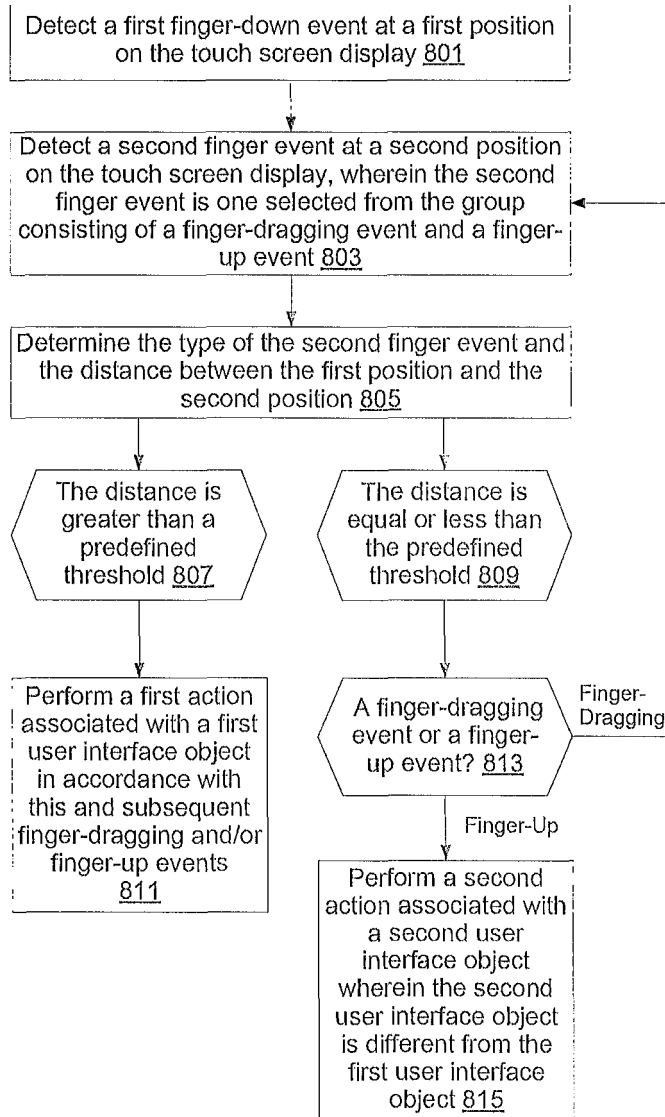 Detect a first finger-down event at a first position
on the touch screen display 801
Detect a second finger event at a second position
on the touch screen display, wherein the second
finger event is one selected from the group
consisting of a finger-dragging event and a finger-
up event 803
Determine the type of the second finger event and
the distance between the first position and the
second position 805
The distance is
greater than a
predefined
threshold 807
The distance is
equal or less than
the predefined
threshold 809
Perform a first action
associated with a first
user interface object
in accordance with
this and subsequent
finger-dragging and/or
finger-up events
811
A finger-dragging
event or a finger-
up event? 813
Finger-
Dragging
Finger-Up
Perform a second
action associated with
a second user
interface object
wherein the second
user interface object
is different from the
first user interface
object 815